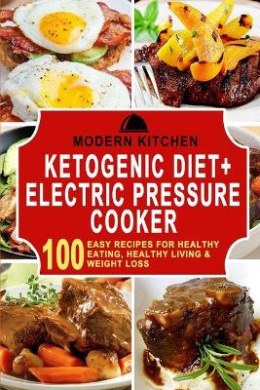 MODERN KITCHEN
KETOGENIC DIET+
ELECTRIC PRESSURE
COOKER
100 EASY RECIPES FOR HEALTHY
EATING, HEALTHY LIVING &
WEIGHT LOSS